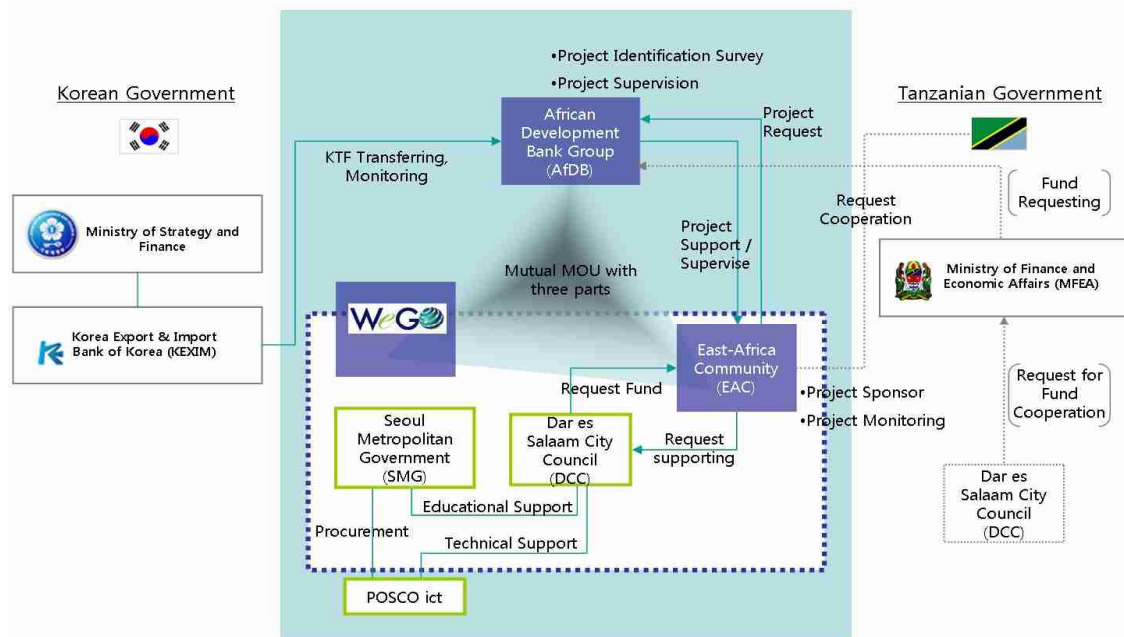 Korean Government
Ministry of Strategy and
Finance
Korea Export & Import
Bank of Korea (KEXIM)
•Project Identification Survey
•Project Supervision
African
Development
Bank Group
(AfDB)
Project
Request
KTF Transferring,
Monitoring
Project
Support /
Supervise
Mutual MOU with
three parts
WeGO
East-Africa
Community
(EAC)
Request Fund
•Project Sponsor
•Project Monitoring
Seoul
Metropolitan
Government
(SMG)
Dar es
Salaam City
Council
(DCC)
Request
supporting
Educational Support
Procurement
Technical Support
POSCO ict
Tanzanian Government
Request
Cooperation
Fund
Requesting
Ministry of Finance and
Economic Affairs (MFEA)
Request for
Fund
Cooperation
Dar es
Salaam City
Council
(DCC)